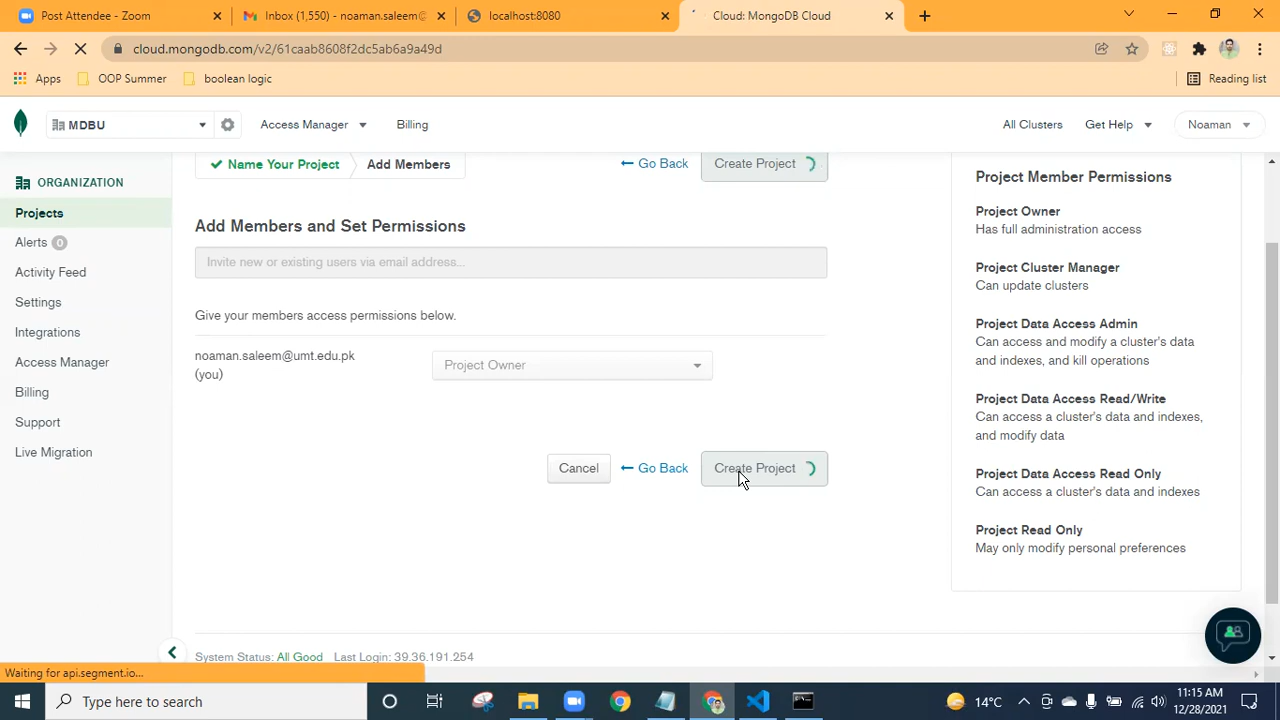 Post Attendee - Zoom
Inbox (1,550) - noaman.saleem@
localhost:8080
Cloud: MongoDB Cloud
cloud.mongodb.com/v2/61caab8608f2dc5ab6a9a49d
Apps
OOP Summer
boolean logic
Reading list
MDBU
Access Manager
Billing
All Clusters
Get Help
Noaman
ORGANIZATION
Projects
Alerts 0
Activity Feed
Settings
Integrations
Access Manager
Billing
Support
Live Migration
Name Your Project
Add Members
Go Back
Create Project
Add Members and Set Permissions
Invite new or existing users via email address...
Give your members access permissions below.
noaman.saleem@umt.edu.pk
(you)
Project Owner
Cancel
Go Back
Create Project
System Status: All Good Last Login: 39.36.191.254
Project Member Permissions
Project Owner
Has full administration access
Project Cluster Manager
Can update clusters
Project Data Access Admin
Can access and modify a cluster's data
and indexes, and kill operations
Project Data Access Read/Write
Can access a cluster's data and indexes,
and modify data
Project Data Access Read Only
Can access a cluster's data and indexes
Project Read Only
May only modify personal preferences
Waiting for api.segment.io...
Type here to search
14°C
11:15 AM
12/28/2021